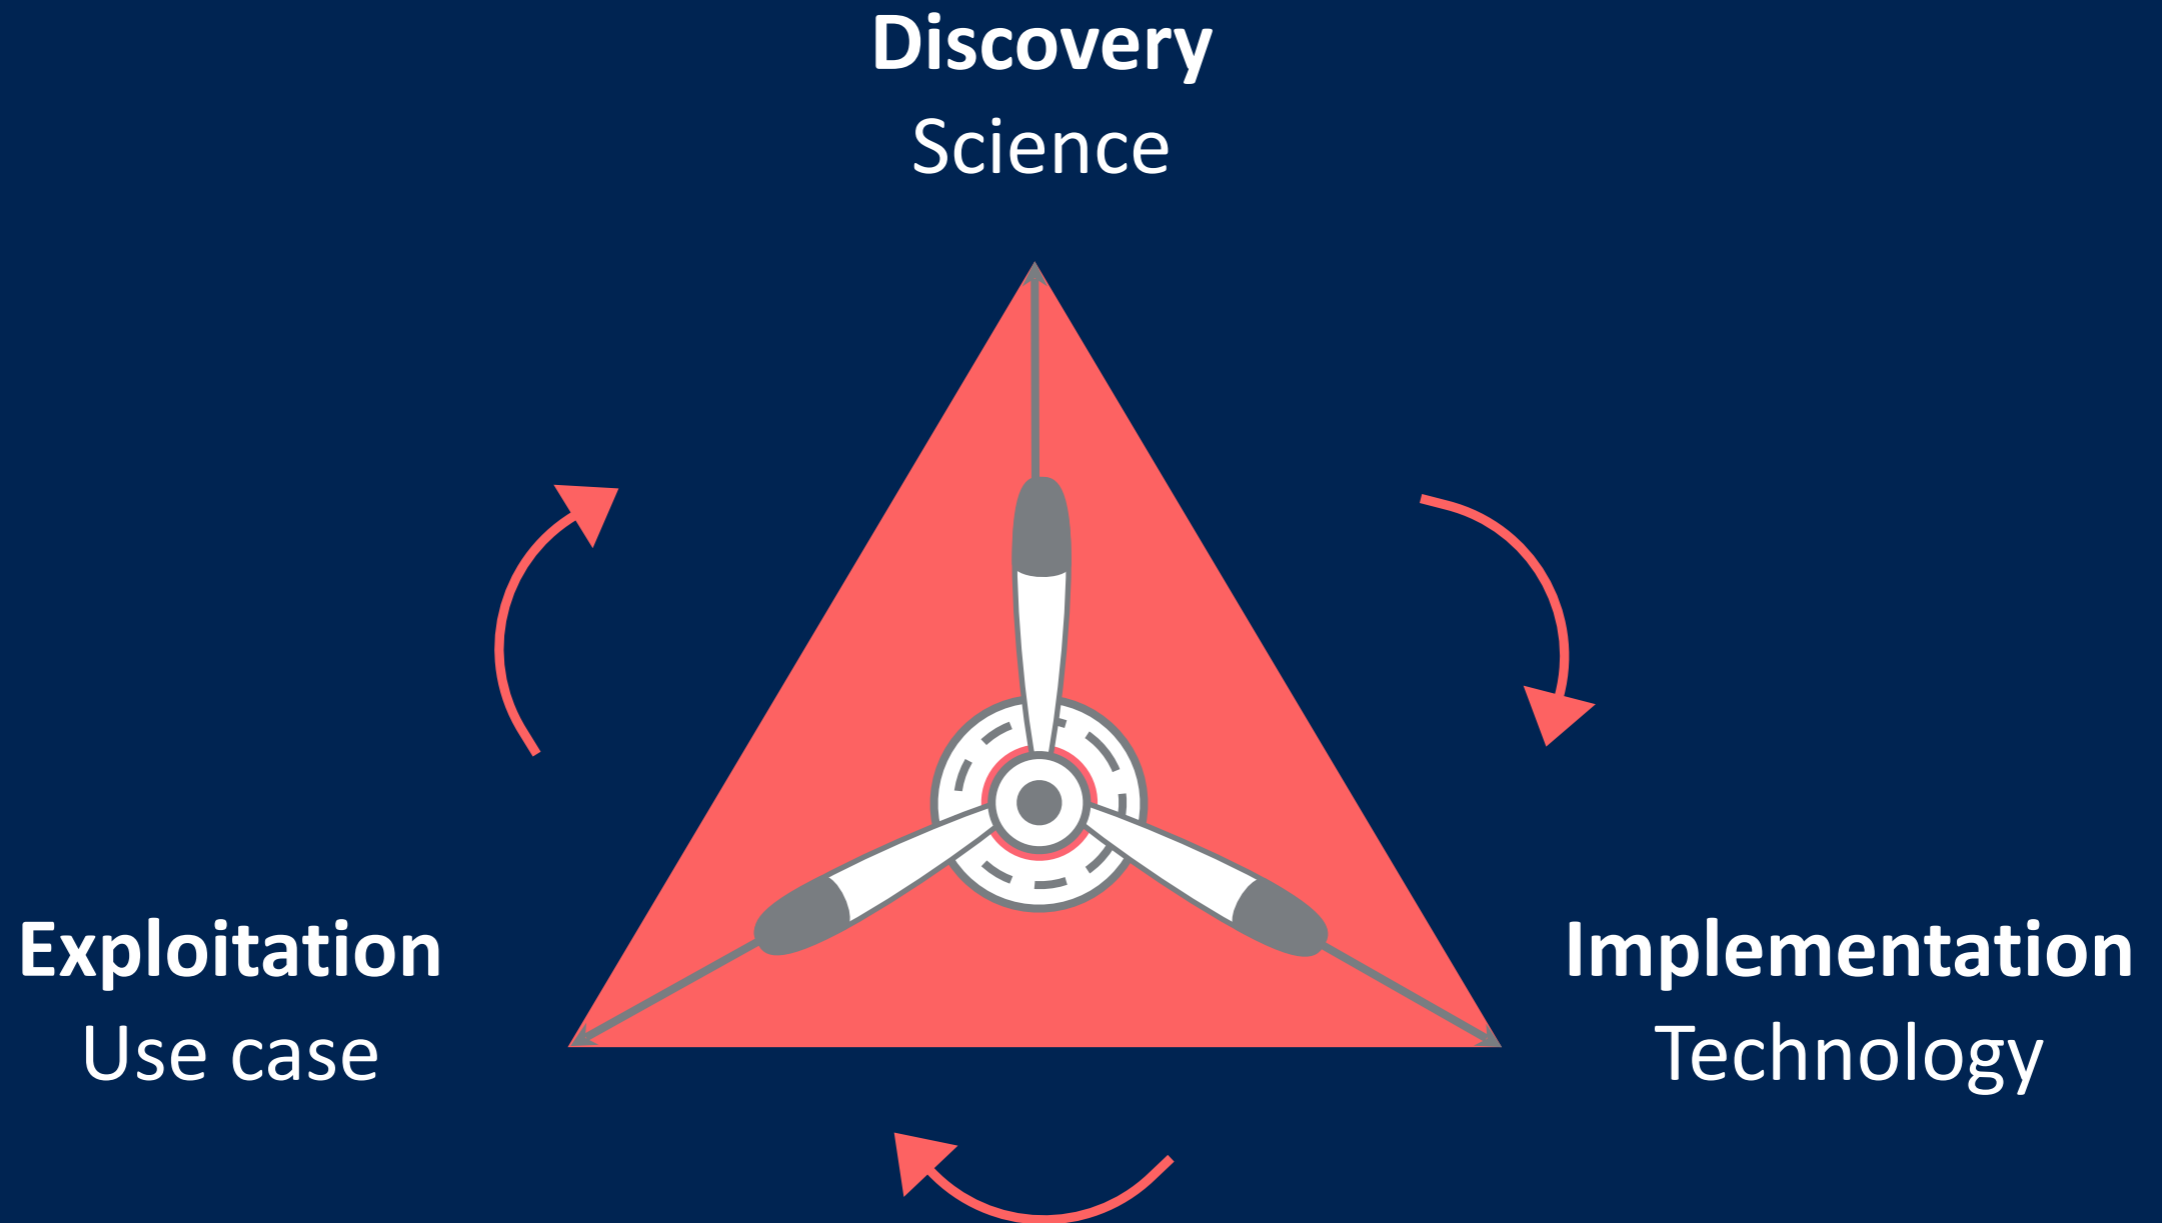 Discovery
Science
Exploitation
Use case
Implementation
Technology